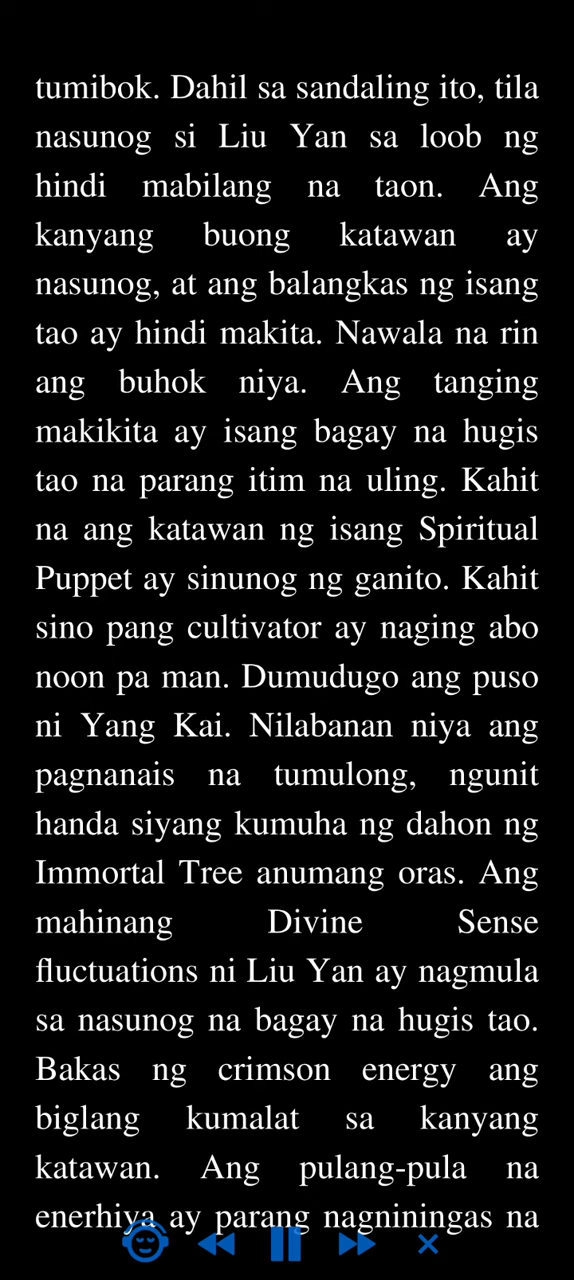 tumibok. Dahil sa sandaling ito, tila
nasunog si Liu Yan sa loob ng
hindi mabilang na taon. Ang
kanyang buong katawan ay
nasunog, at ang balangkas ng isang
tao ay hindi makita. Nawala na rin
ang buhok niya. Ang tanging
makikita ay isang bagay na hugis
tao na parang itim na uling. Kahit
na ang katawan ng isang Spiritual
Puppet ay sinunog ng ganito. Kahit
sino pang cultivator ay naging abo
noon pa man. Dumudugo ang puso
ni Yang Kai. Nilabanan niya ang
pagnanais na tumulong, ngunit
handa siyang kumuha ng dahon ng
Immortal Tree anumang oras. Ang
mahinang Divine Sense
fluctuations ni Liu Yan ay nagmula
sa nasunog na bagay na hugis tao.
Bakas ng crimson energy ang
biglang kumalat sa kanyang
katawan. Ang pulang-pula na
enerhiya ay parang nagniningas na